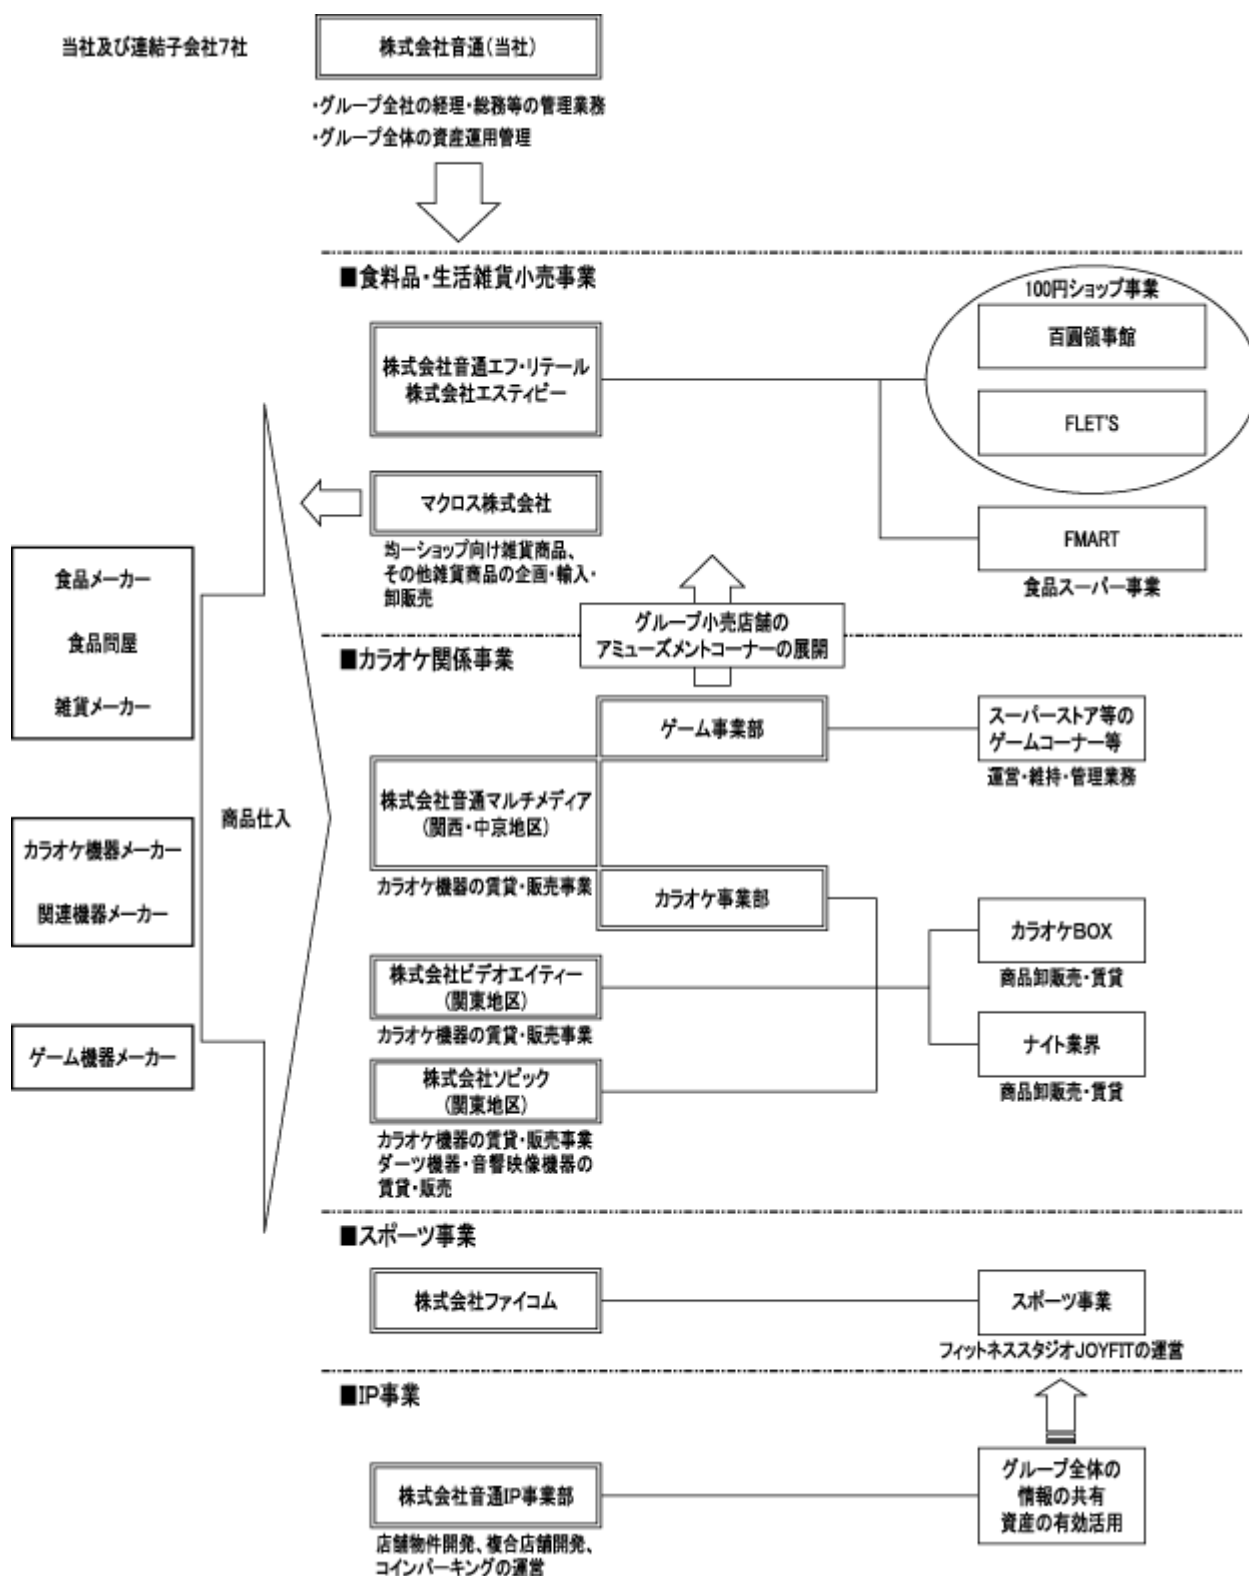 当社及び連結子会社7社
株式会社音通(当社)
・グループ全社の経理・総務等の管理業務
・グループ全体の資産運用管理
■食料品・生活雑貨小売事業
100円ショップ事業
百圓領事館
株式会社音通エフ・リテール
株式会社エスティビー
FLET'S
マクロス株式会社
均一ショップ向け雑貨商品、
その他雑貨商品の企画・輸入・
卸販売
FMART
食品スーパー事業
食品メーカー
食品問屋
雑貨メーカー
グループ小売店舗の
アミューズメントコーナーの展開
■カラオケ関係事業
ゲーム事業部
スーパーストア等の
ゲームコーナー等
運営・維持・管理業務
商品仕入
株式会社音通マルチメディア
(関西・中京地区)
カラオケ機器の賃貸・販売事業
カラオケ事業部
カラオケ機器メーカー
関連機器メーカー
カラオケBOX
商品卸販売・賃貸
株式会社ビデオエイティー
(関東地区)
カラオケ機器の賃貸・販売事業
ゲーム機器メーカー
ナイト業界
商品卸販売・賃貸
株式会社ソピック
(関東地区)
カラオケ機器の賃貸・販売事業
ダーツ機器・音響映像機器の
賃貸・販売
■スポーツ事業
株式会社ファイコム
スポーツ事業
フィットネススタジオJOYFITの運営
■IP事業
株式会社音通IP事業部
店舗物件開発、複合店舗開発、
コインパーキングの運営
グループ全体の
情報の共有
資産の有効活用